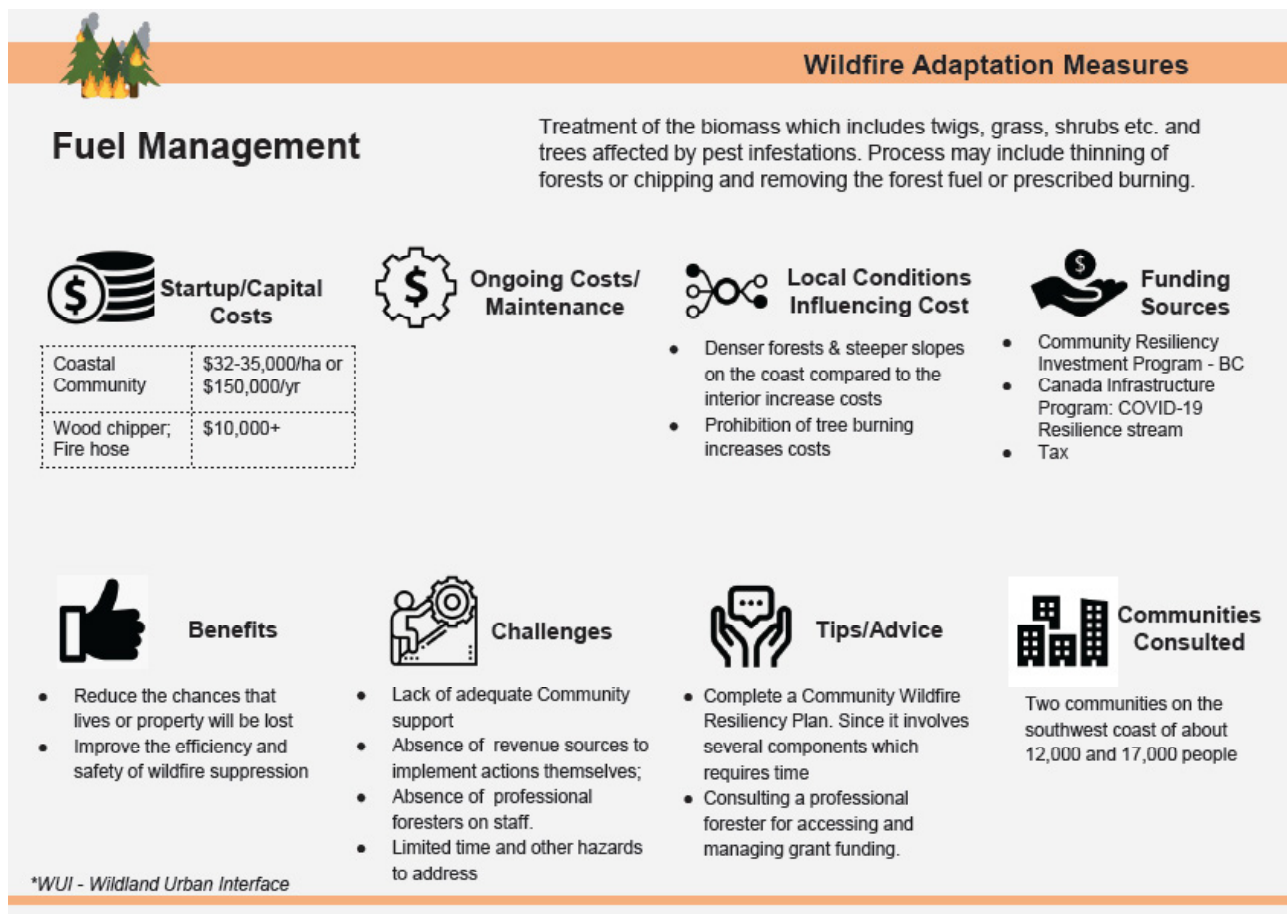 Wildfire Adaptation Measures
Fuel Management
Treatment of the biomass which includes twigs, grass, shrubs etc. and
trees affected by pest infestations. Process may include thinning of
forests or chipping and removing the forest fuel or prescribed burning.
$
Startup/Capital
Costs
Coastal
Community
$32-35,000/ha or
$150,000/yr
Wood chipper;
Fire hose
$10,000+
$
Ongoing Costs/
Maintenance
Local Conditions
Influencing Cost
● Denser forests & steeper slopes
on the coast compared to the
interior increase costs
● Prohibition of tree burning
increases costs
$
Funding
Sources
● Community Resiliency
Investment Program - BC
● Canada Infrastructure
Program: COVID-19
Resilience stream
● Tax
Benefits
● Reduce the chances that
lives or property will be lost
● Improve the efficiency and
safety of wildfire suppression
Challenges
● Lack of adequate Community
support
● Absence of revenue sources to
implement actions themselves;
● Absence of professional
foresters on staff.
● Limited time and other hazards
to address
Tips/Advice
● Complete a Community Wildfire
Resiliency Plan. Since it involves
several components which
requires time
● Consulting a professional
forester for accessing and
managing grant funding.
Communities
Consulted
Two communities on the
southwest coast of about
12,000 and 17,000 people
*WUI - Wildland Urban Interface